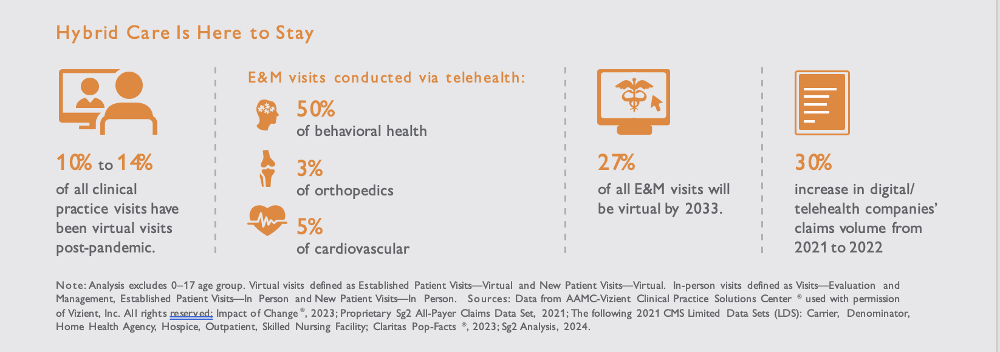 Hybrid Care Is Here to Stay
10% to 14%
of all clinical
practice visits have
been virtual visits
post-pandemic.
E&M visits conducted via telehealth:
50%
of behavioral health
3%
of orthopedics
5%
of cardiovascular
27%
of all E&M visits will
be virtual by 2033.
30%
increase in digital/
telehealth companies’
claims volume from
2021 to 2022
Note: Analysis excludes 0–17 age group. Virtual visits defined as Established Patient Visits—Virtual and New Patient Visits—Virtual. In-person visits defined as Visits—Evaluation and
Management, Established Patient Visits—In Person and New Patient Visits—In Person. Sources: Data from AAMC-Vizient Clinical Practice Solutions Center ® used with permission
of Vizient, Inc. All rights reserved; Impact of Change®, 2023; Proprietary Sg2 All-Payer Claims Data Set, 2021; The following 2021 CMS Limited Data Sets (LDS): Carrier, Denominator,
Home Health Agency, Hospice, Outpatient, Skilled Nursing Facility; Claritas Pop-Facts ®, 2023; Sg2 Analysis, 2024.